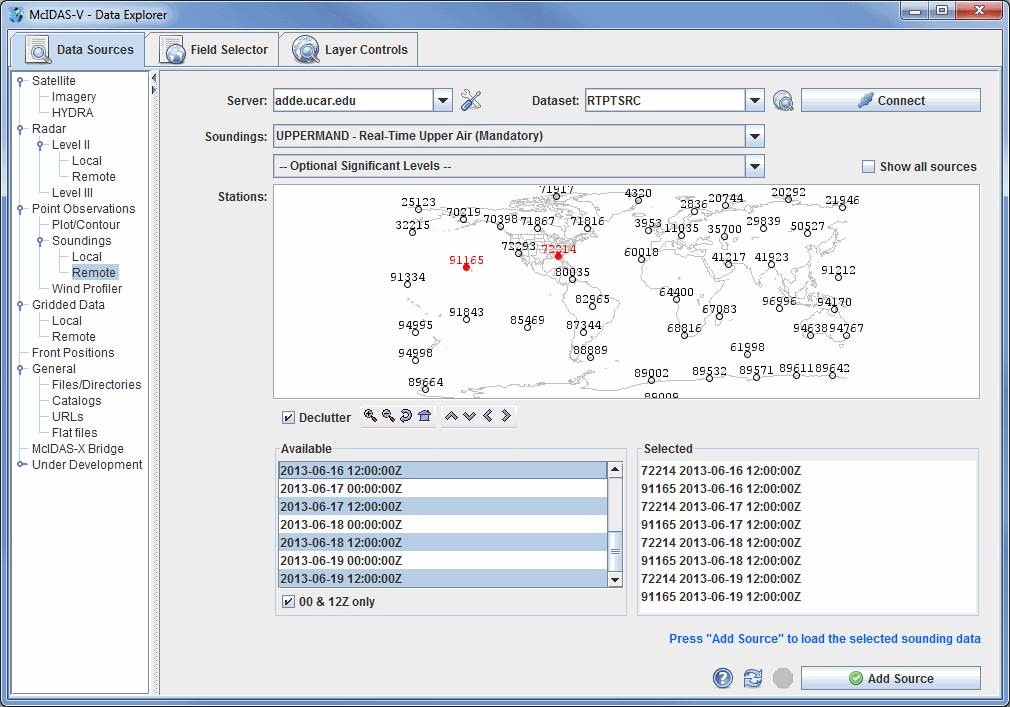 McIDAS-V - Data Explorer
Data Sources
Field Selector
Layer Controls
Satellite
Imagery
HYDRA
Radar
Level II
Local
Remote
Level III
Point Observations
Plot/Contour
Soundings
Local
Remote
Wind Profiler
Gridded Data
Local
Remote
Front Positions
General
Files/Directories
Catalogs
URLs
Flat files
McIDAS-X Bridge
Under Development
Server: adde.ucar.edu
Dataset: RTPTSRC
Connect
Soundings: UPPERMAND - Real-Time Upper Air (Mandatory)
-- Optional Significant Levels --
Show all sources
Stations:
71917 4320 20292
25123 2836 20744 21946
70219 70398 71867 71816
32215 3953 11035 35700 29839 50527
72293 72214 60018
91165 41217 41923
91334 80035 91212
82965 64400 96996 94170
91843 85469 67083
94995 87344 68816 94638 94767
94998 88889 61998
89664 89002 89532 89571 89611 89642
89009
Declutter
Available
2013-06-16 12:00:00Z
2013-06-17 00:00:00Z
2013-06-17 12:00:00Z
2013-06-18 00:00:00Z
2013-06-18 12:00:00Z
2013-06-19 00:00:00Z
2013-06-19 12:00:00Z
00 & 12Z only
Selected
72214 2013-06-16 12:00:00Z
91165 2013-06-16 12:00:00Z
72214 2013-06-17 12:00:00Z
91165 2013-06-17 12:00:00Z
72214 2013-06-18 12:00:00Z
91165 2013-06-18 12:00:00Z
72214 2013-06-19 12:00:00Z
91165 2013-06-19 12:00:00Z
Press "Add Source" to load the selected sounding data
Add Source